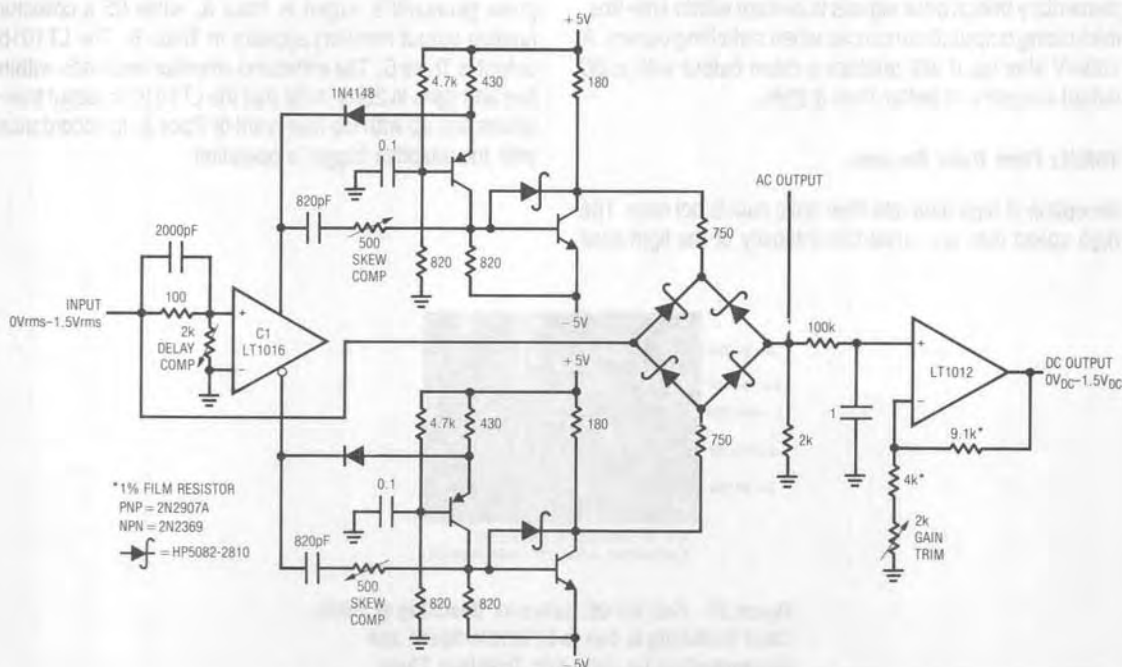 +5V
4.7k
430
180
1N4148
0.1
AC OUTPUT
820pF
2000pF
750
500
SKEW
COMP
820
820
INPUT
0Vrms–1.5Vrms
100
+
C1
LT1016
–
2k
DELAY
COMP
–5V
+5V
100k
+
LT1012
–
DC OUTPUT
0VDC–1.5VDC
1
2k
4.7k
430
180
750
9.1k*
4k*
2k
GAIN
TRIM
*1% FILM RESISTOR
PNP = 2N2907A
NPN = 2N2369
= HP5082-2810
0.1
820pF
500
SKEW
COMP
820
820
–5V